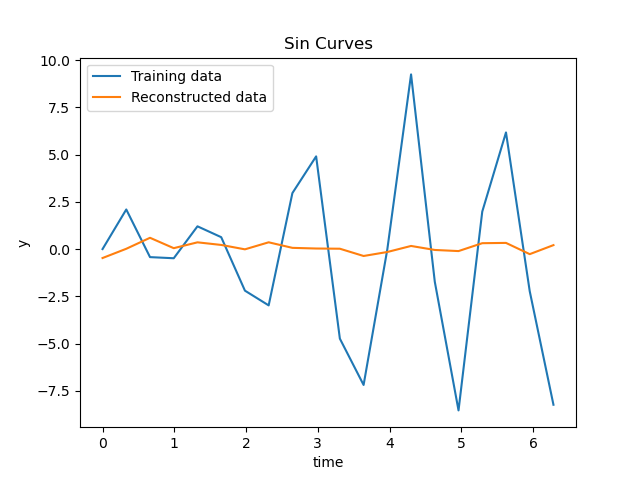 Sin Curves
Training data
Reconstructed data
10.0
7.5
5.0
2.5
0.0
−2.5
−5.0
−7.5
y
0 1 2 3 4 5 6
time